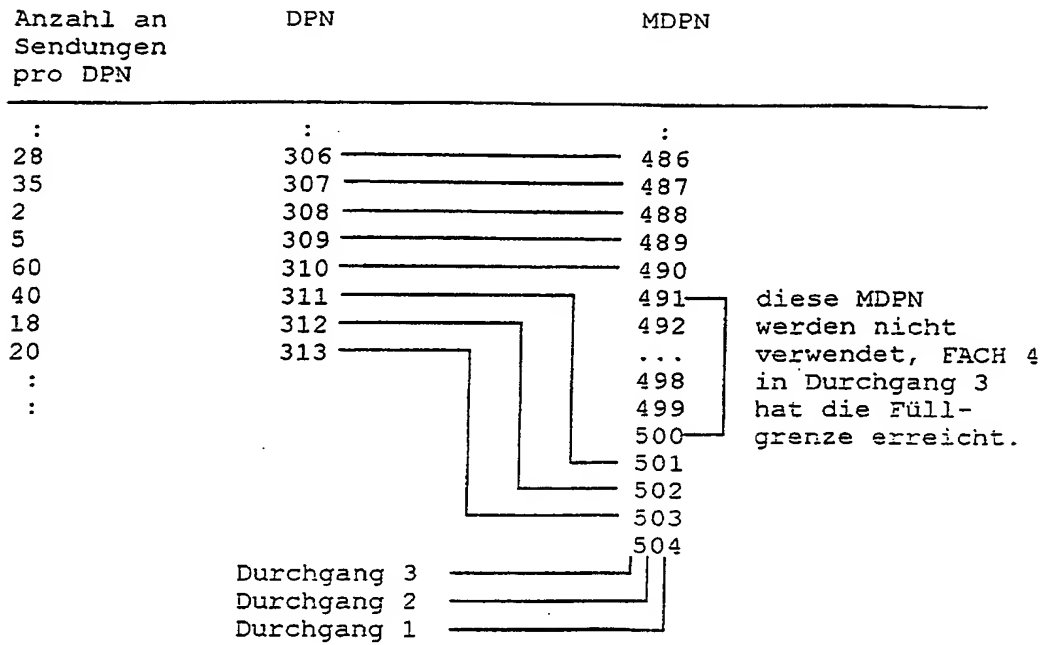 Anzahl an DPN MDPN
Sendungen
pro DPN
: : :
28 306 486
35 307 487
2 308 488
5 309 489
60 310 490
40 311 491 diese MDPN
18 312 492 werden nicht
20 313 ... verwendet, FACH 4
: 498 in Durchgang 3
: 499 hat die Füll-
500 grenze erreicht.
501
502
503
504
Durchgang 3
Durchgang 2
Durchgang 1